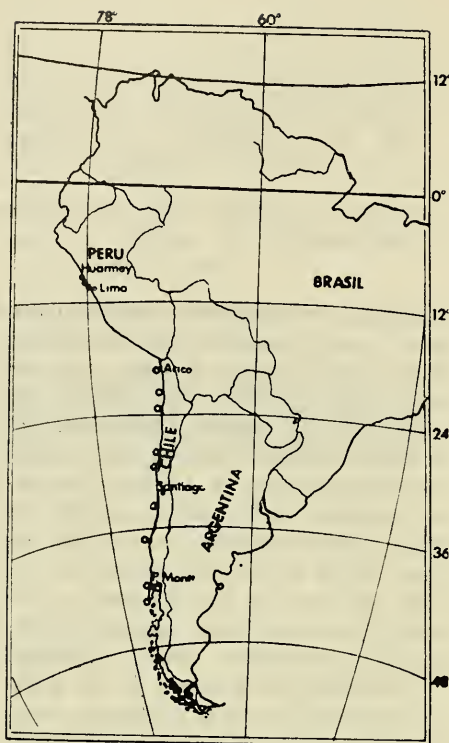 78° 60°
12°
0°
PERU
Huarmey
Lima
BRASIL
12°
Arica
24°
CHILE
Santiago
ARGENTINA
36°
Montt
48°